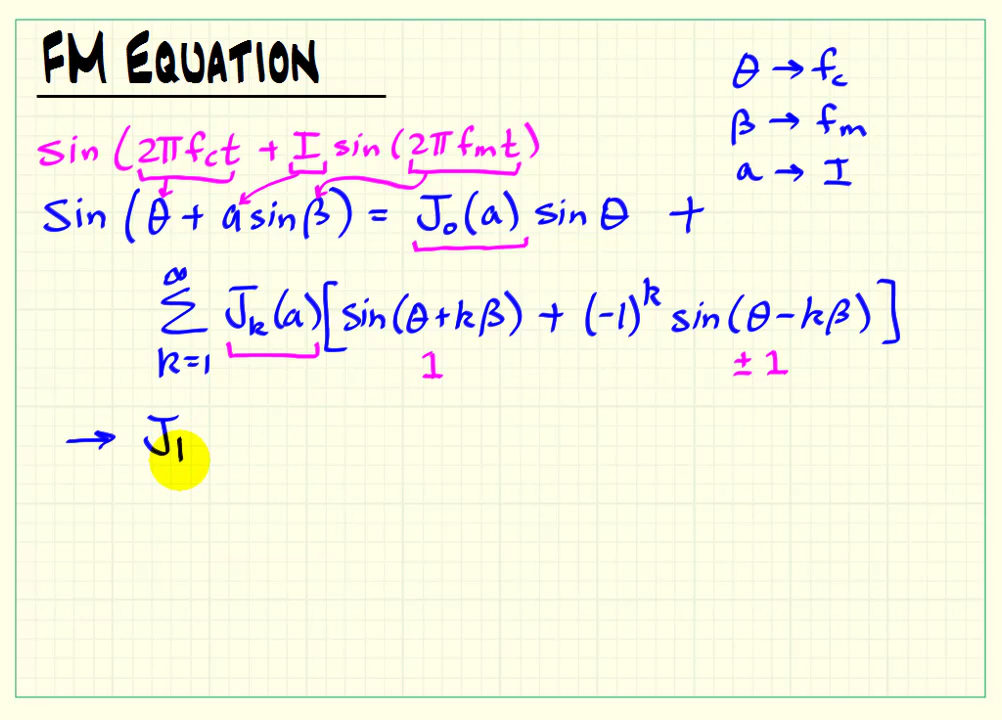 FM EQUATION
θ → fc
β → fm
a → I
sin (2πfct + I sin (2πfmt)
Sin (θ + a sin β) = J₀(a) sin θ +
∞
Σ Jk(a)[sin(θ+kβ) + (-1)^k sin(θ-kβ)]
k=1
1 ± 1
→ J₁